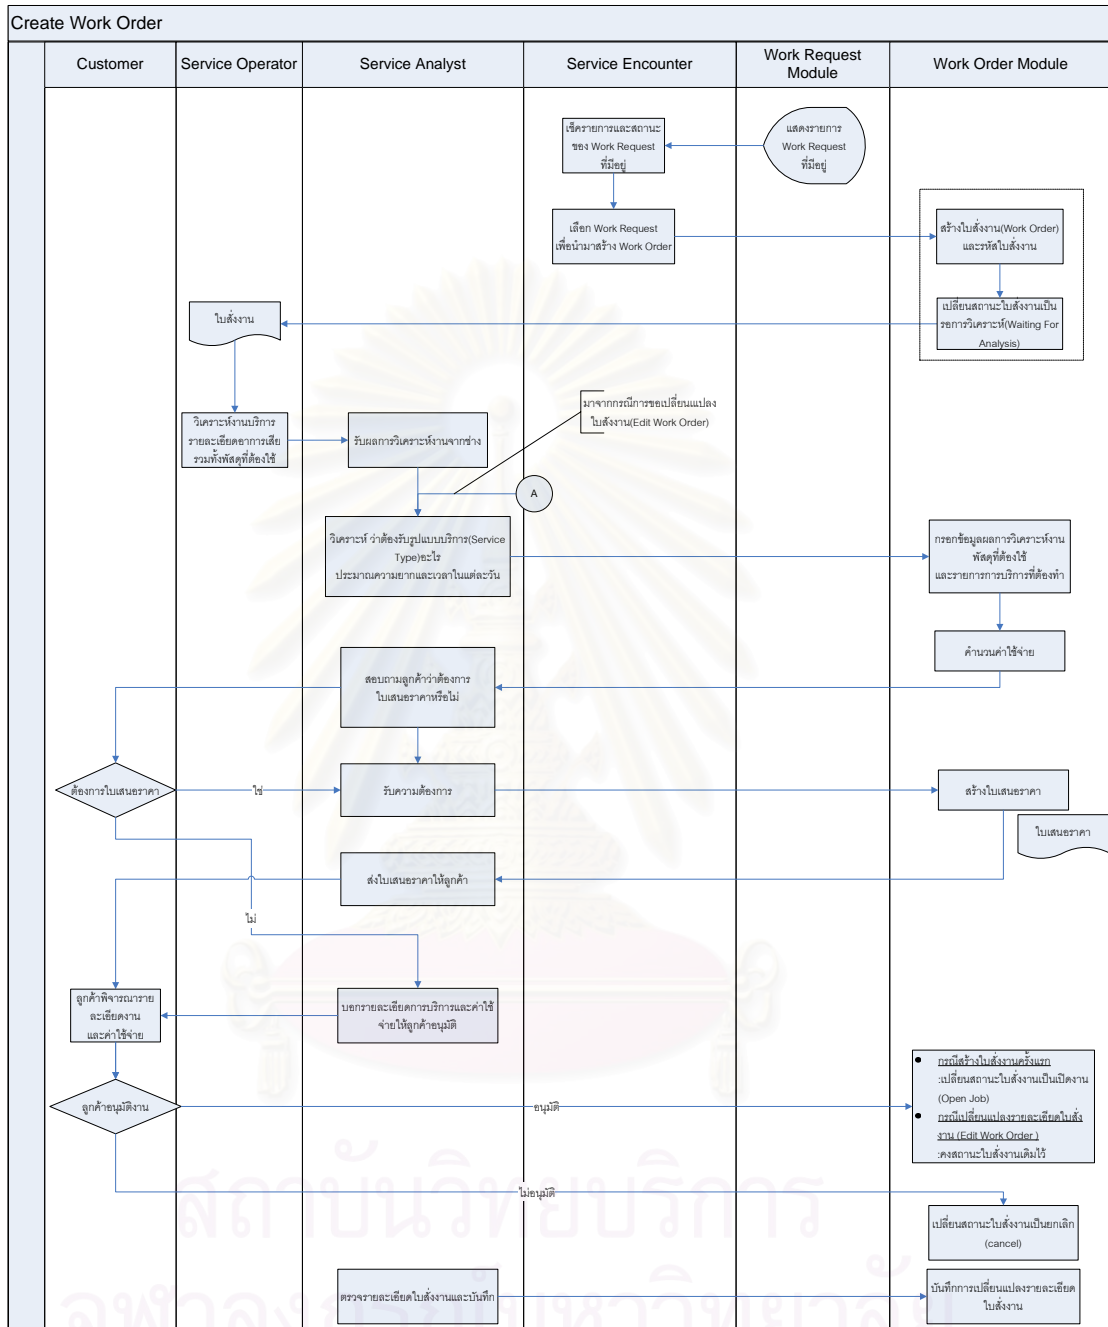 Create Work Order
Customer
Service Operator
Service Analyst
Service Encounter
Work Request
Module
Work Order Module
เช็ครายการและสถานะ
ของ Work Request
ที่มีอยู่
แสดงรายการ
Work Request
ที่มีอยู่
เลือก Work Request
เพื่อนำมาสร้าง Work Order
สร้างใบสั่งงาน(Work Order)
และรหัสใบสั่งงาน
เปลี่ยนสถานะใบสั่งงานเป็น
รอการวิเคราะห์(Waiting For
Analysis)
ใบสั่งงาน
มาจากกรณีการขอเปลี่ยนแปลง
ใบสั่งงาน(Edit Work Order)
วิเคราะห์งานบริการ
รายละเอียดอาการเสีย
รวมทั้งพัสดุที่ต้องใช้
รับผลการวิเคราะห์งานจากช่าง
A
วิเคราะห์ ว่าต้องรับรูปแบบบริการ(Service
Type)อะไร
ประมาณความยากและเวลาในแต่ละวัน
กรอกข้อมูลผลการวิเคราะห์งาน
พัสดุที่ต้องใช้
และรายการการบริการที่ต้องทำ
คำนวนค่าใช้จ่าย
สอบถามลูกค้าว่าต้องการ
ใบเสนอราคาหรือไม่
ต้องการใบเสนอราคา
ใช่
รับความต้องการ
สร้างใบเสนอราคา
ใบเสนอราคา
ส่งใบเสนอราคาให้ลูกค้า
ไม่
ลูกค้าพิจารณาราย
ละเอียดงาน
และค่าใช้จ่าย
บอกรายละเอียดการบริการและค่าใช้
จ่ายให้ลูกค้าอนุมัติ
กรณีสร้างใบสั่งงานครั้งแรก
:เปลี่ยนสถานะใบสั่งงานเป็นเปิดงาน
(Open Job)
กรณีเปลี่ยนแปลงรายละเอียดใบสั่ง
งาน (Edit Work Order )
:คงสถานะใบสั่งงานเดิมไว้
ลูกค้าอนุมัติงาน
อนุมัติ
ไม่อนุมัติ
เปลี่ยนสถานะใบสั่งงานเป็นยกเลิก
(cancel)
ตรวจรายละเอียดใบสั่งงานและบันทึก
บันทึกการเปลี่ยนแปลงรายละเอียด
ใบสั่งงาน
สถาบันวิทยบริการ
จุฬาลงกรณ์มหาวิทยาลัย